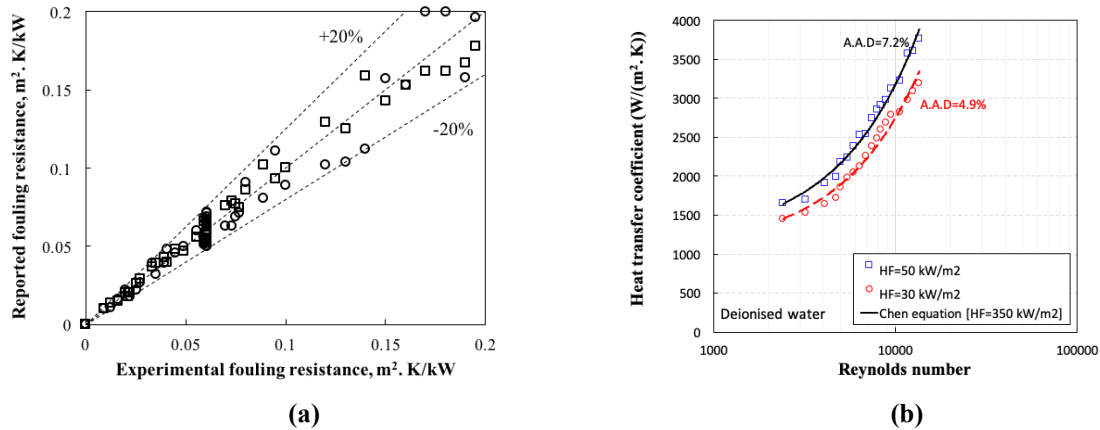 0.2
0.15
0.1
0.05
0
0
0.05
0.1
0.15
0.2
+20%
-20%
Reported fouling resistance, m². K/kW
Experimental fouling resistance, m². K/kW
(a)
4000
3500
3000
2500
2000
1500
1000
500
0
1000
10000
100000
Heat transfer coefficient (W/(m². K))
A.A.D=7.2%
A.A.D=4.9%
HF=50 kW/m2
HF=30 kW/m2
Chen equation [HF=350 kW/m2]
Deionised water
Reynolds number
(b)